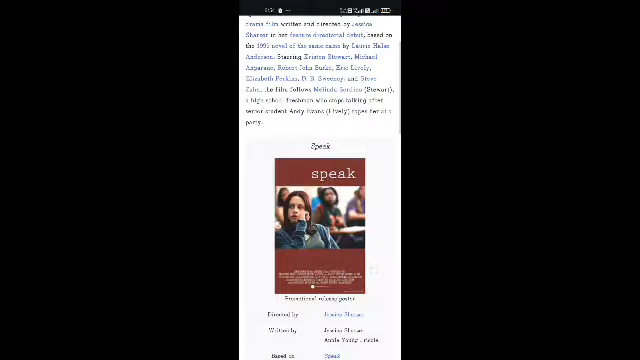 drama film written and directed by Jessica
Sharzer in her feature directorial debut, based on
the 1999 novel of the same name by Laurie Halse
Anderson. Starring Kristen Stewart, Michael
Angarano, Robert John Burke, Eric Lively,
Elizabeth Perkins, D. B. Sweeney, and Steve
Zahn, the film follows Melinda Sordino (Stewart),
a high school freshman who stops talking after
senior student Andy Evans (Lively) rapes her at a
party.
Speak
speak
Promotional release poster
Directed by Jessica Sharzer
Written by Jessica Sharzer
Annie Young
Based on Speak